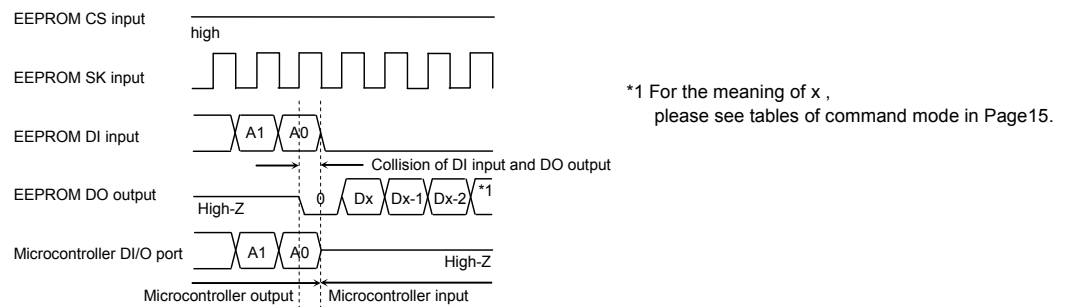 EEPROM CS input
high
EEPROM SK input
*1 For the meaning of x ,
please see tables of command mode in Page15.
EEPROM DI input
A1 A0
Collision of DI input and DO output
EEPROM DO output
High-Z
0 Dx Dx-1 Dx-2 *1
Microcontroller DI/O port
A1 A0
High-Z
Microcontroller output Microcontroller input